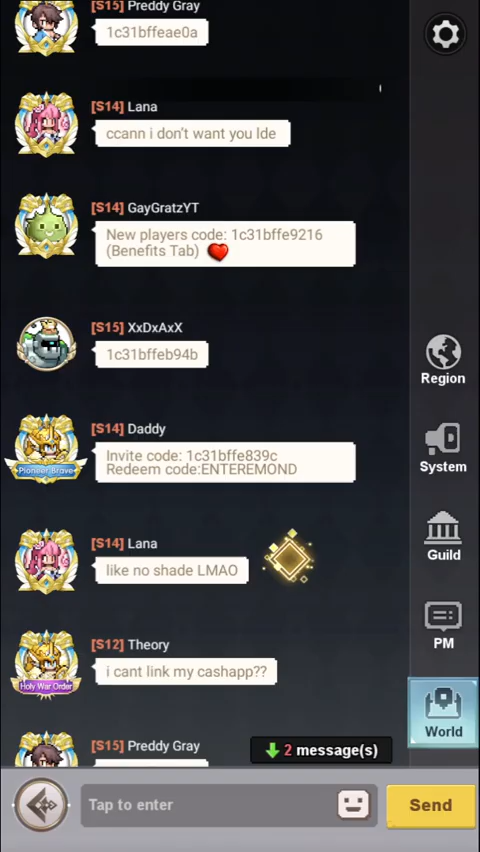 [S15] Preddy Gray
1c31bffeae0a
[S14] Lana
ccann i don't want you lde
[S14] GayGratzYT
New players code: 1c31bffe9216
(Benefits Tab)
[S15] XxDxAxX
1c31bffeb94b
[S14] Daddy
Pioneer Brave
Invite code: 1c31bffe839c
Redeem code:ENTEREMOND
[S14] Lana
like no shade LMAO
[S12] Theory
Holy War Order
i cant link my cashapp??
[S15] Preddy Gray
2 message(s)
Region
System
Guild
PM
World
Tap to enter
Send